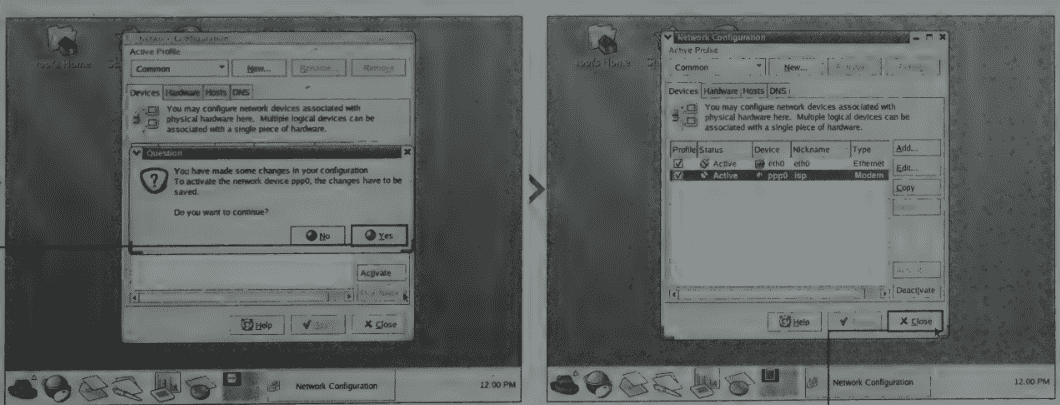 Network Configuration
Active Profile
Common
New...
Rename...
Remove
Devices Hardware Hosts DNS
You may configure network devices associated with
physical hardware here. Multiple logical devices can be
associated with a single piece of hardware.
Question
You have made some changes in your configuration
To activate the network device ppp0, the changes have to be
saved.
Do you want to continue?
No
Yes
Activate
Help
Close
Network Configuration
12:00 PM
root's Home
Network Configuration
Active Profile
Common
New...
Devices Hardware Hosts DNS
You may configure network devices associated with
physical hardware here. Multiple logical devices can be
associated with a single piece of hardware.
Profile Status Device Nickname Type
Active eth0 eth0 Ethernet
Active ppp0 isp Modem
Add...
Edit...
Copy
Deactivate
Help
Close
Network Configuration
12:00 PM